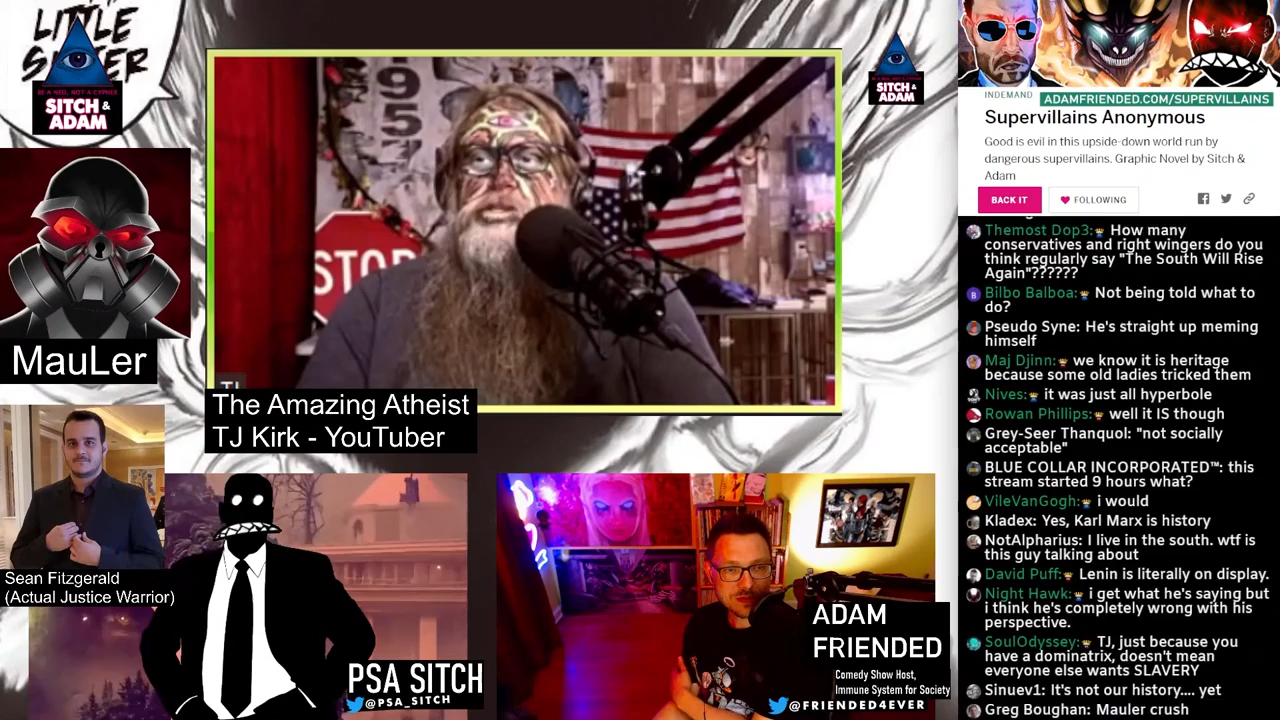 LITTLE
SISTER
BE A NEO, NOT A CYPHER
SITCH &
ADAM
MauLer
Sean Fitzgerald
(Actual Justice Warrior)
1957
STOP
TJ
The Amazing Atheist
TJ Kirk - YouTuber
SITCH &
ADAM
PSA SITCH
@PSA_SITCH
ADAM
FRIENDED
Comedy Show Host,
Immune System for Society
@FRIENDED4EVER
INDEMAND
ADAMFRIENDED.COM/SUPERVILLAINS
Supervillains Anonymous
Good is evil in this upside-down world run by
dangerous supervillains. Graphic Novel by Sitch &
Adam
BACK IT
FOLLOWING
Themost Dop3: How many
conservatives and right wingers do you
think regularly say "The South Will Rise
Again"??????
Bilbo Balboa: Not being told what to
do?
Pseudo Syne: He's straight up meming
himself
Maj Djinn: we know it is heritage
because some old ladies tricked them
Nives: it was just all hyperbole
Rowan Phillips: well it IS though
Grey-Seer Thanquol: "not socially
acceptable"
BLUE COLLAR INCORPORATED™: this
stream started 9 hours what?
VileVanGogh: i would
Kladex: Yes, Karl Marx is history
NotAlpharius: I live in the south. wtf is
this guy talking about
David Puff: Lenin is literally on display.
Night Hawk: i get what he's saying but
i think he's completely wrong with his
perspective.
SoulOdyssey: TJ, just because you
have a dominatrix, doesn't mean
everyone else wants SLAVERY
Sinuev1: It's not our history.... yet
Greg Boughan: Mauler crush